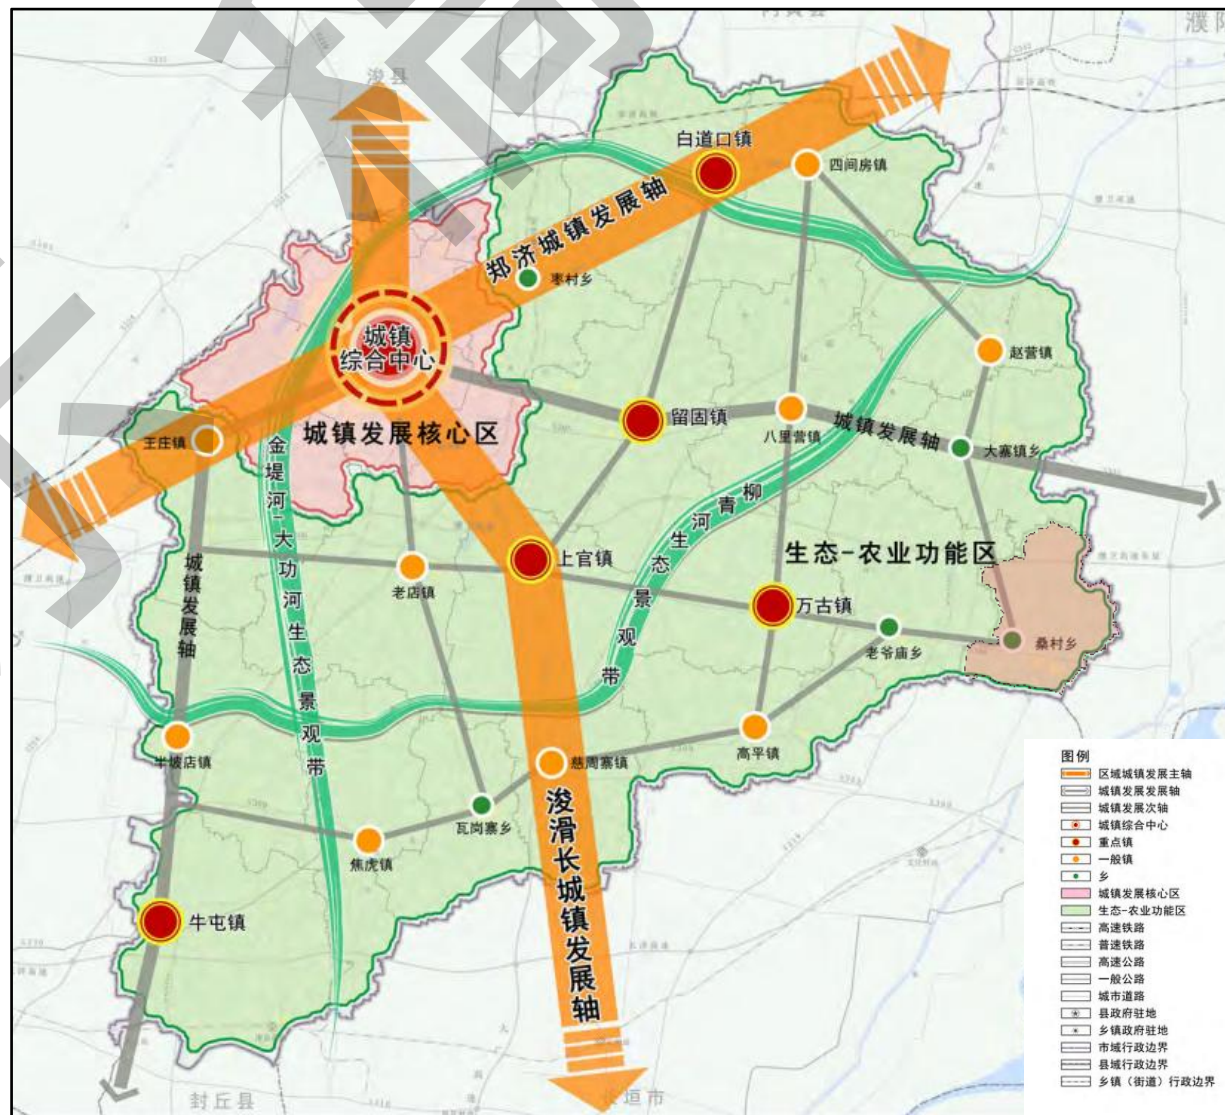 浚县
白道口镇
四间房镇
郑济城镇发展轴
枣村乡
城镇
综合中心
赵营镇
留固镇
八里营镇
城镇发展轴
大寨镇乡
王庄镇
城镇发展核心区
金堤河-大功河生态景观带
柳青河生态景观带
上官镇
生态-农业功能区
老店镇
城镇发展轴
万古镇
老爷庙乡
桑村乡
半坡店镇
慈周寨镇
高平镇
瓦岗寨乡
焦虎镇
浚滑长城镇发展轴
牛屯镇
封丘县
长垣市
图例
区域城镇发展主轴
城镇发展发展轴
城镇发展次轴
城镇综合中心
重点镇
一般镇
乡
城镇发展核心区
生态-农业功能区
高速铁路
普速铁路
高速公路
一般公路
城市道路
县政府驻地
乡镇政府驻地
市域行政边界
县域行政边界
乡镇（街道）行政边界